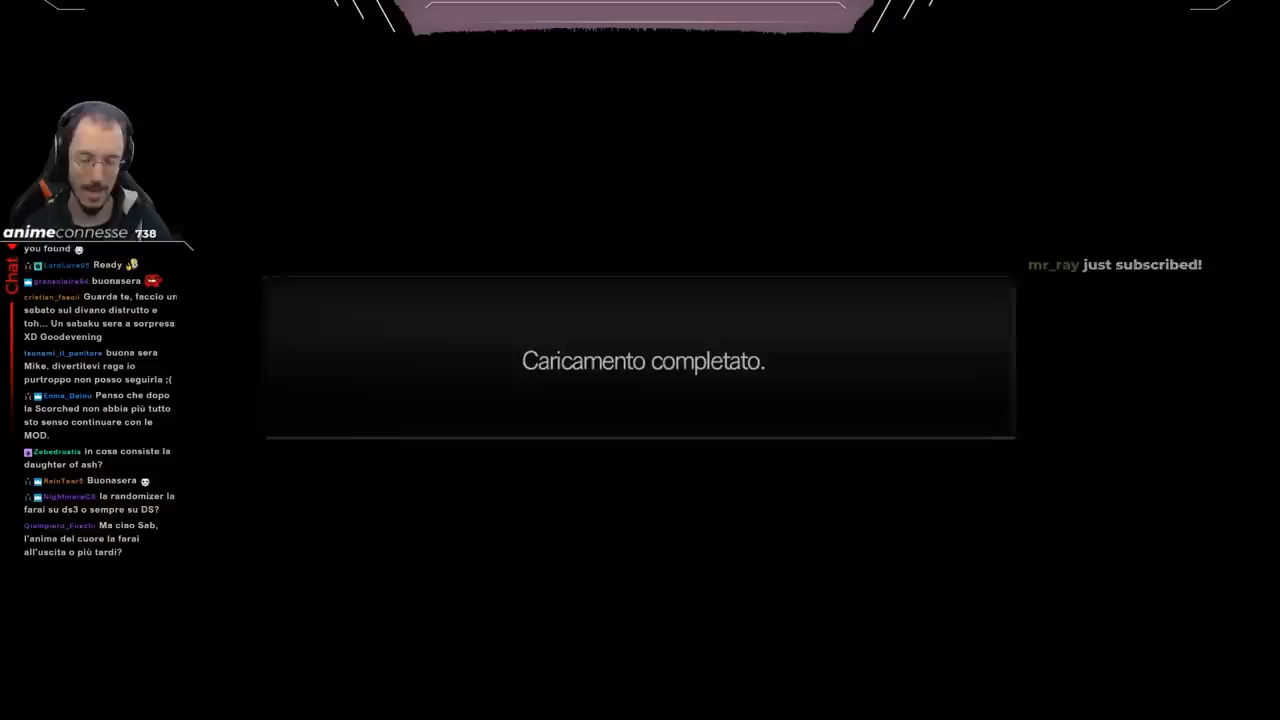 animeconnesse 738
Chat
you found
LordLuce95 Ready
buonasera
Guarda te, faccio un
sabato sul divano distrutto e
toh... Un sabaku sera a sorpresa
XD Goodevening
tsunami_il_punitore buona sera
Mike. divertitevi raga io
purtroppo non posso seguirla ;(
Enma_Daiou Penso che dopo
la Scorched non abbia più tutto
sto senso continuare con le
MOD.
in cosa consiste la
daughter of ash?
RainTear5 Buonasera
la randomizer la
farai su ds3 o sempre su DS?
Ma ciao Sab,
l'anima del cuore la farai
all'uscita o più tardi?
mr_ray just subscribed!
Caricamento completato.